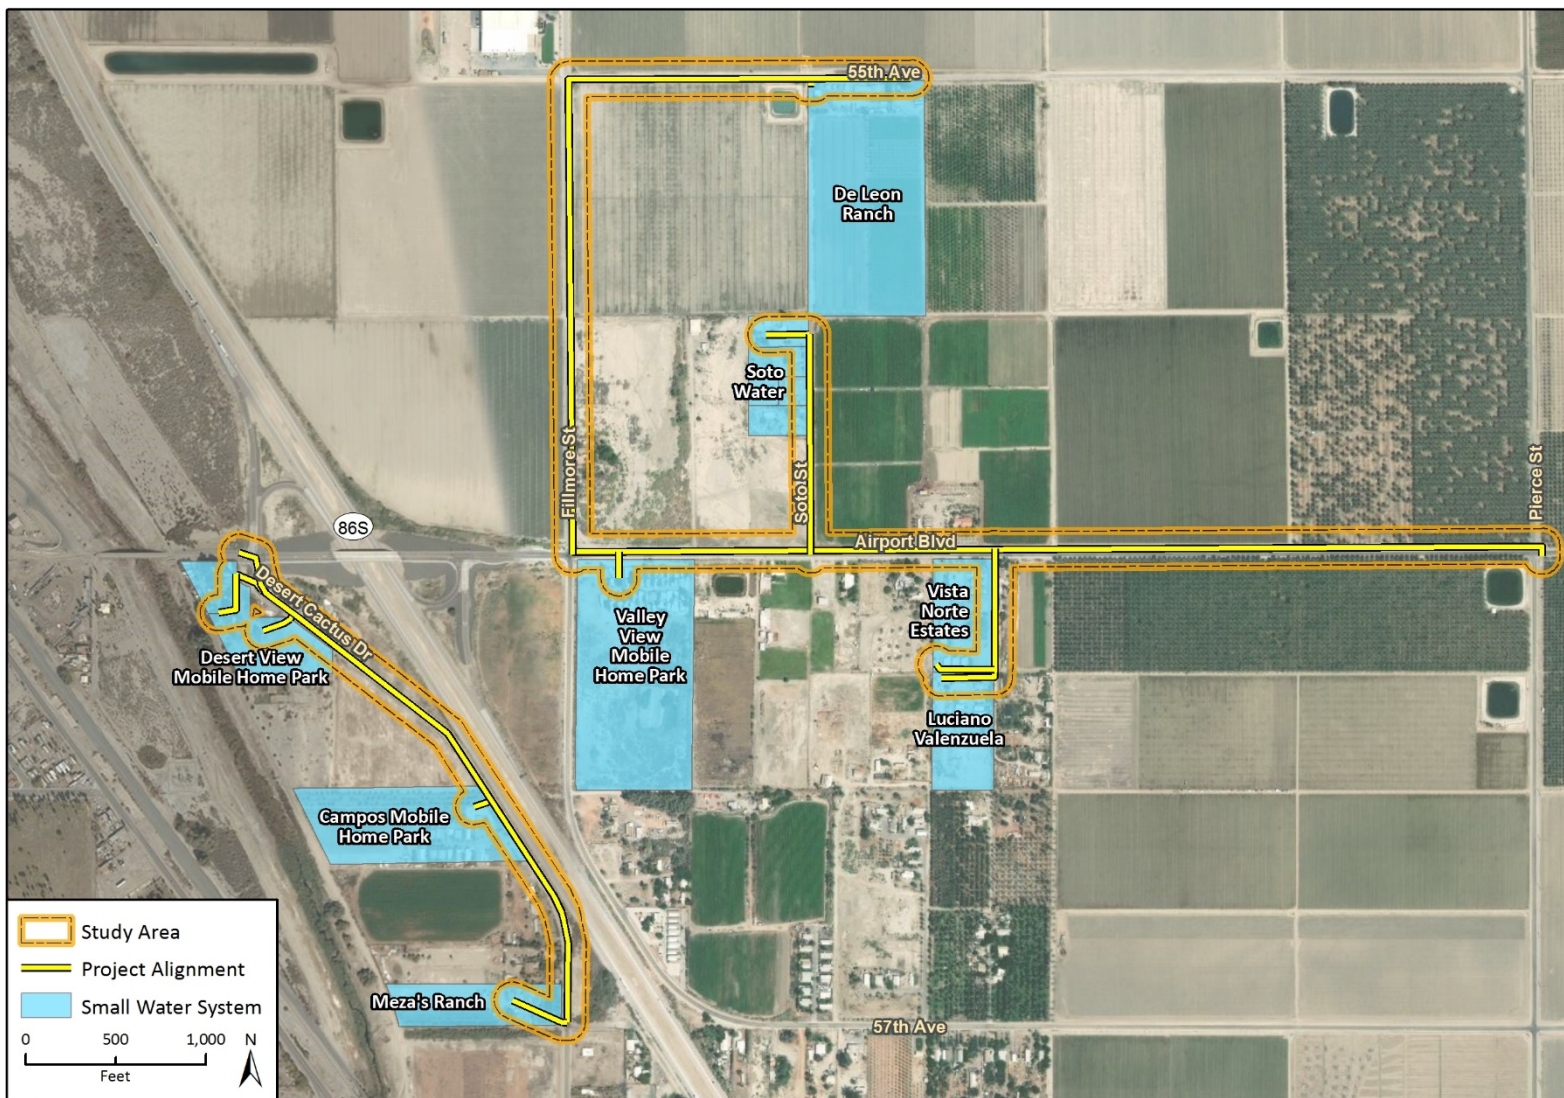 55th Ave
De Leon
Ranch
Soto
Water
Fillmore St
Soto St
Pierce St
86S
Airport Blvd
Desert Cactus Dr
Vista
Norte
Estates
Valley
View
Mobile
Home Park
Desert View
Mobile Home Park
Luciano
Valenzuela
Campos Mobile
Home Park
Meza's Ranch
57th Ave
Study Area
Project Alignment
Small Water System
0 500 1,000
Feet
N